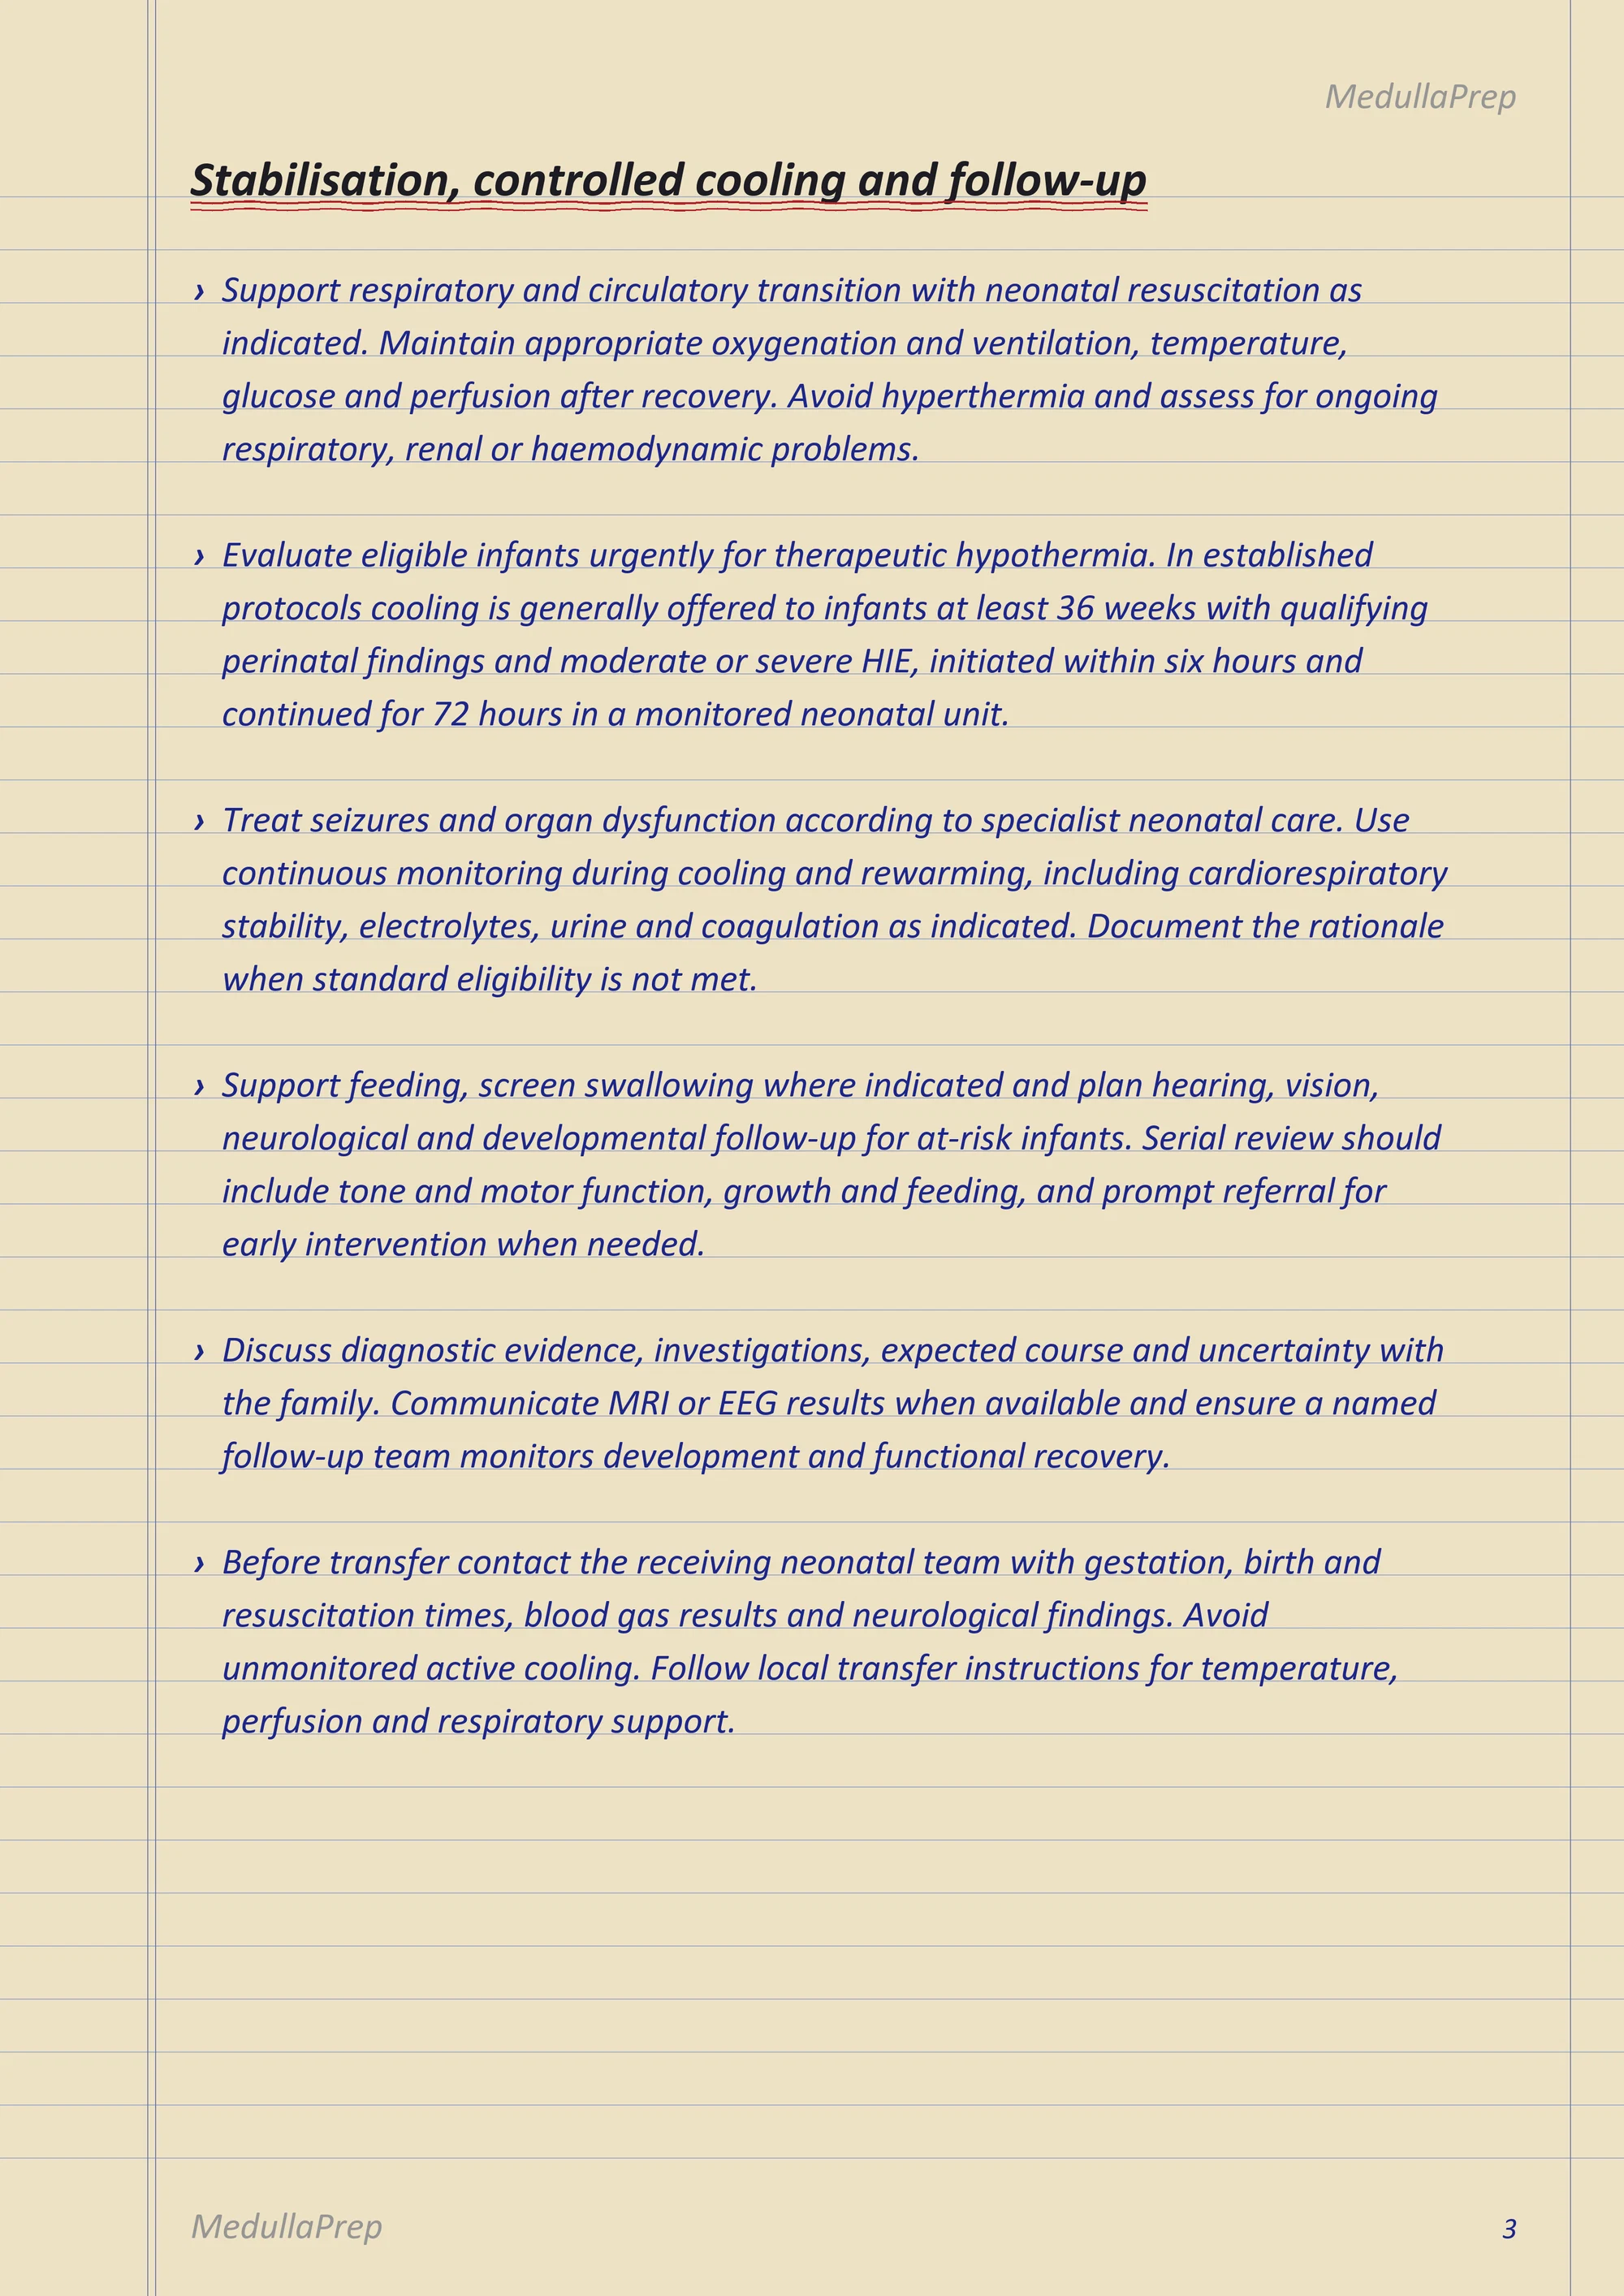 MedullaPrep
Stabilisation, controlled cooling and follow-up
› Support respiratory and circulatory transition with neonatal resuscitation as
indicated. Maintain appropriate oxygenation and ventilation, temperature,
glucose and perfusion after recovery. Avoid hyperthermia and assess for ongoing
respiratory, renal or haemodynamic problems.
› Evaluate eligible infants urgently for therapeutic hypothermia. In established
protocols cooling is generally offered to infants at least 36 weeks with qualifying
perinatal findings and moderate or severe HIE, initiated within six hours and
continued for 72 hours in a monitored neonatal unit.
› Treat seizures and organ dysfunction according to specialist neonatal care. Use
continuous monitoring during cooling and rewarming, including cardiorespiratory
stability, electrolytes, urine and coagulation as indicated. Document the rationale
when standard eligibility is not met.
› Support feeding, screen swallowing where indicated and plan hearing, vision,
neurological and developmental follow-up for at-risk infants. Serial review should
include tone and motor function, growth and feeding, and prompt referral for
early intervention when needed.
› Discuss diagnostic evidence, investigations, expected course and uncertainty with
the family. Communicate MRI or EEG results when available and ensure a named
follow-up team monitors development and functional recovery.
› Before transfer contact the receiving neonatal team with gestation, birth and
resuscitation times, blood gas results and neurological findings. Avoid
unmonitored active cooling. Follow local transfer instructions for temperature,
perfusion and respiratory support.
MedullaPrep
3